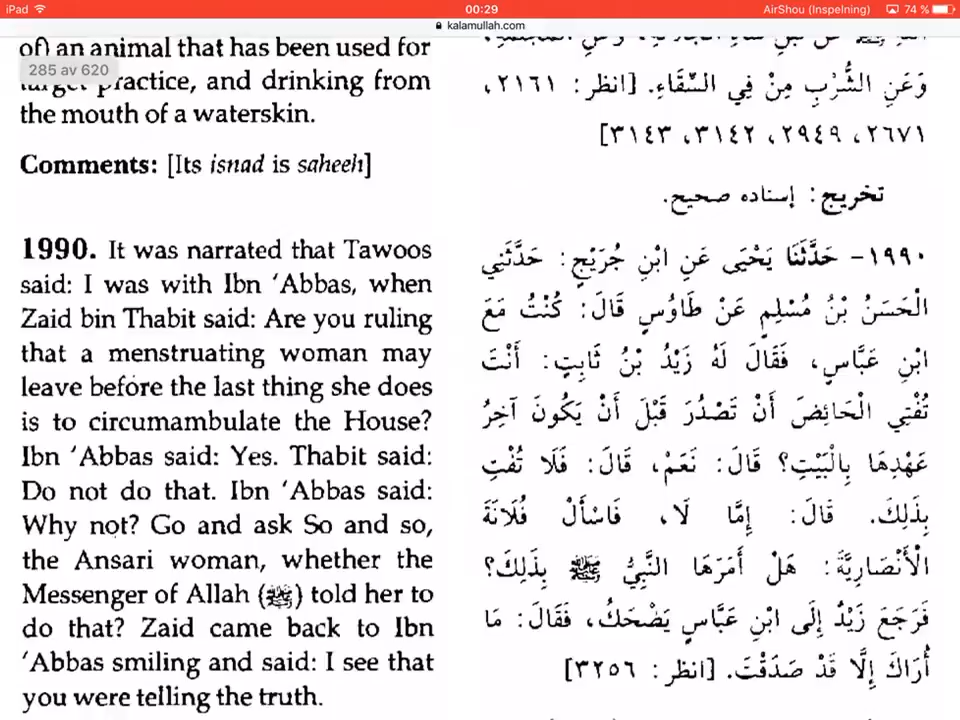 iPad
00:29
AirShou (Inspelning)
74 %
kalamullah.com
of) an animal that has been used for
285 av 620
target practice, and drinking from
the mouth of a waterskin.
Comments: [Its isnad is saheeh]
1990. It was narrated that Tawoos
said: I was with Ibn 'Abbas, when
Zaid bin Thabit said: Are you ruling
that a menstruating woman may
leave before the last thing she does
is to circumambulate the House?
Ibn 'Abbas said: Yes. Thabit said:
Do not do that. Ibn 'Abbas said:
Why not? Go and ask So and so,
the Ansari woman, whether the
Messenger of Allah (ﷺ) told her to
do that? Zaid came back to Ibn
'Abbas smiling and said: I see that
you were telling the truth.
وَعَنِ الشُّرْبِ مِنْ فِي السِّقَاءِ. [انظر: ٢١٦١،
٢٦٧١، ٢٩٤٩، ٣١٤٢، ٣١٤٣]
تخريج: إسناده صحيح.
١٩٩٠- حَدَّثَنَا يَحْيَى عَنِ ابْنِ جُرَيْجٍ: حَدَّثَنِي
الْحَسَنُ بْنُ مُسْلِمٍ عَنْ طَاوُسٍ قَالَ: كُنْتُ مَعَ
ابْنِ عَبَّاسٍ، فَقَالَ لَهُ زَيْدُ بْنُ ثَابِتٍ: أَنْتَ
تُفْتِي الْحَائِضَ أَنْ تَصْدُرَ قَبْلَ أَنْ يَكُونَ آخِرُ
عَهْدِهَا بِالْبَيْتِ؟ قَالَ: نَعَمْ، قَالَ: فَلَا تُفْتِ
بِذَلِكَ. قَالَ: إِمَّا لَا، فَاسْأَلْ فُلَانَةَ
الْأَنْصَارِيَّةَ: هَلْ أَمَرَهَا النَّبِيُّ ﷺ بِذَلِكَ؟
فَرَجَعَ زَيْدٌ إِلَى ابْنِ عَبَّاسٍ يَضْحَكُ، فَقَالَ: مَا
أُرَاكَ إِلَّا قَدْ صَدَقْتَ. [انظر: ٣٢٥٦]